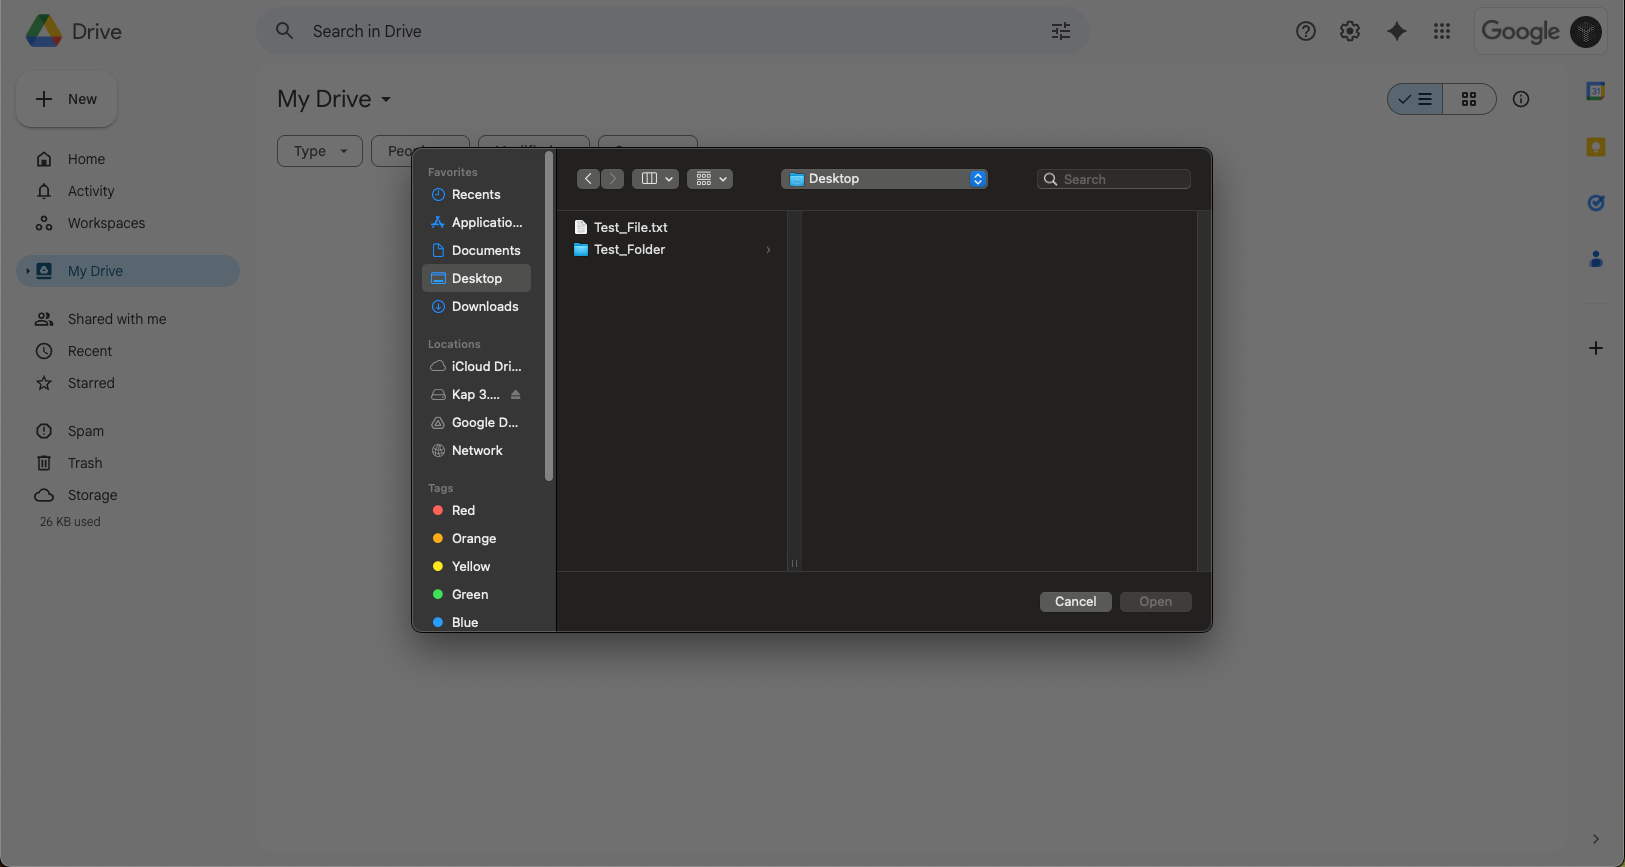 Drive
Search in Drive
Google
New
My Drive
Type
Home
Activity
Workspaces
My Drive
Shared with me
Recent
Starred
Spam
Trash
Storage
26 KB used
31
Favorites
Recents
Applicatio...
Documents
Desktop
Downloads
Locations
iCloud Dri...
Kap 3....
Google D...
Network
Tags
Red
Orange
Yellow
Green
Blue
Desktop
Search
Test_File.txt
Test_Folder
Cancel
Open